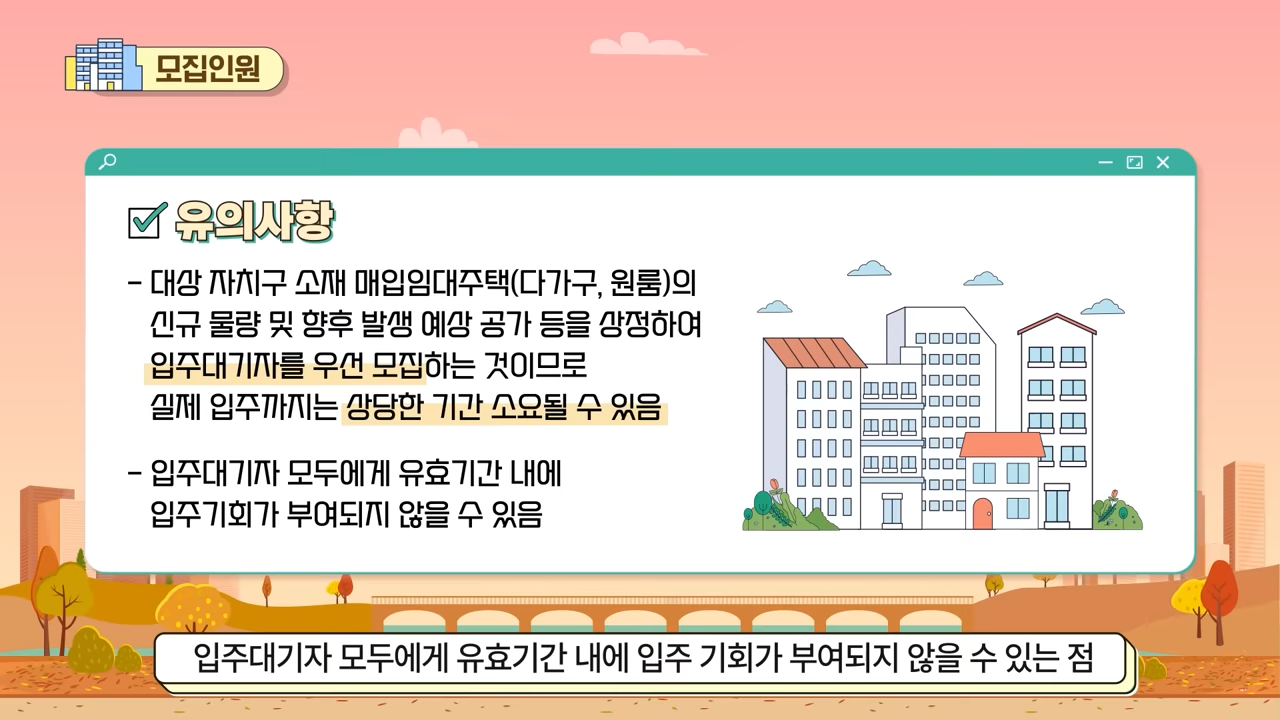 모집인원
유의사항
- 대상 자치구 소재 매입임대주택(다가구, 원룸)의
신규 물량 및 향후 발생 예상 공가 등을 상정하여
입주대기자를 우선 모집하는 것이므로
실제 입주까지는 상당한 기간 소요될 수 있음
- 입주대기자 모두에게 유효기간 내에
입주기회가 부여되지 않을 수 있음
입주대기자 모두에게 유효기간 내에 입주 기회가 부여되지 않을 수 있는 점